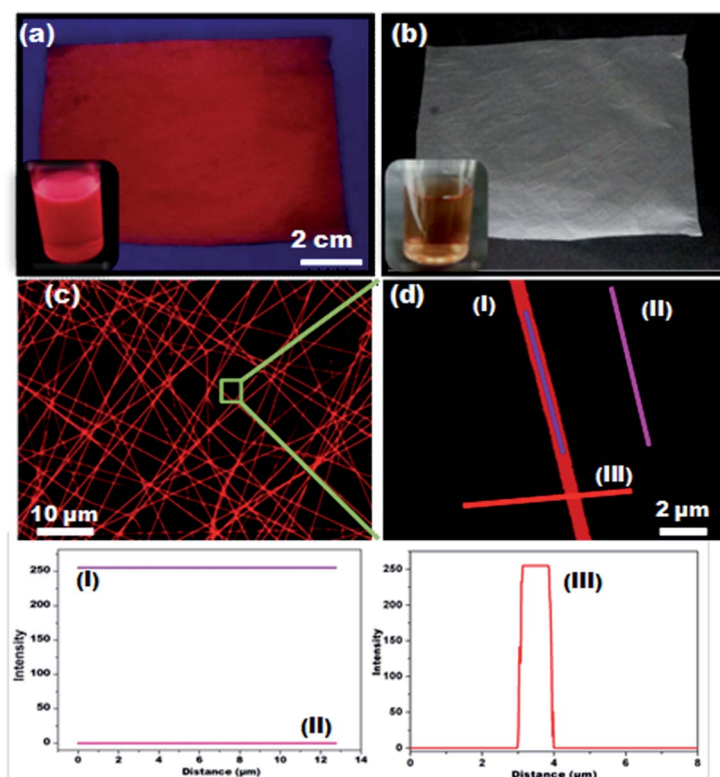 (a)
(b)
2 cm
(c)
(d)
(I)
(II)
(III)
10 µm
2 µm
250
200
150
100
50
0
Intensity
(I)
(II)
0 2 4 6 8 10 12 14
Distance (µm)
250
200
150
100
50
0
Intensity
(III)
0 2 4 6 8
Distance (µm)